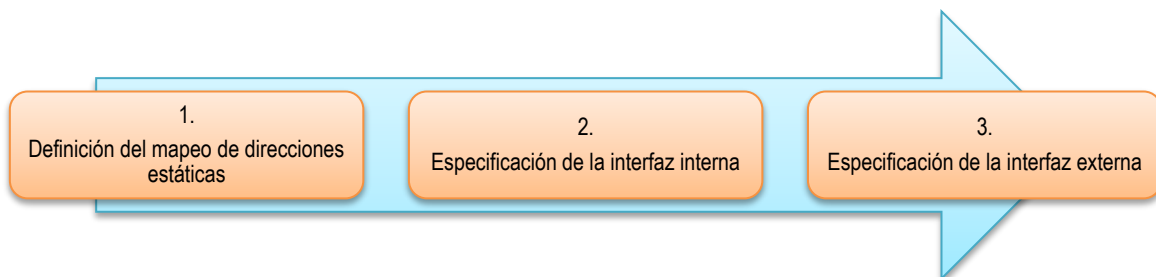 1.
Definición del mapeo de direcciones
estáticas
2.
Especificación de la interfaz interna
3.
Especificación de la interfaz externa